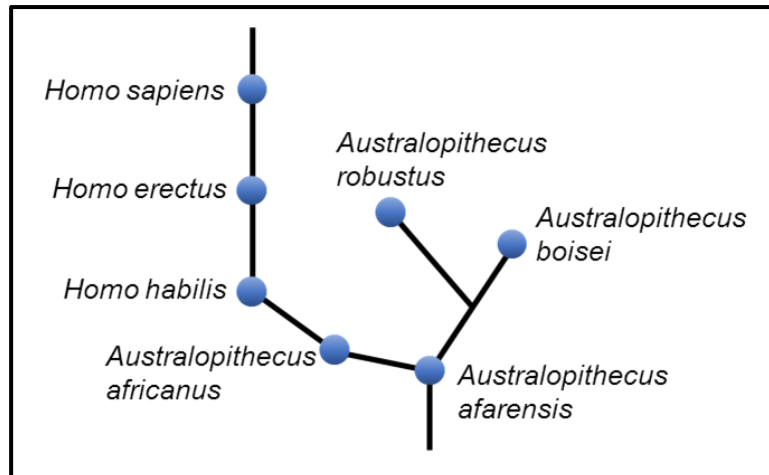 Homo sapiens
Australopithecus
robustus
Homo erectus
Australopithecus
boisei
Homo habilis
Australopithecus
africanus
Australopithecus
afarensis